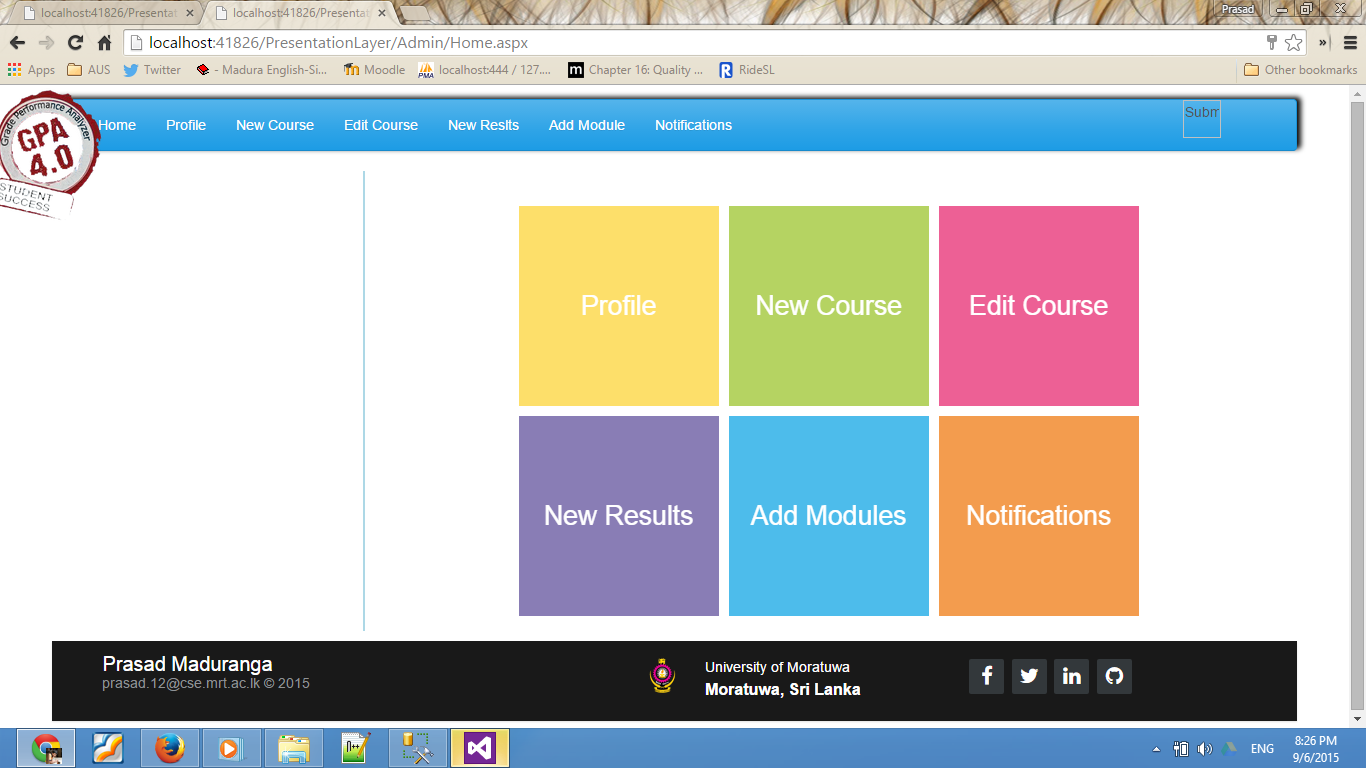 localhost:41826/Presentat
localhost:41826/Presentat
Prasad
localhost:41826/PresentationLayer/Admin/Home.aspx
Apps AUS Twitter - Madura English-Si... Moodle localhost:444 / 127.... m Chapter 16: Quality ... RideSL Other bookmarks
PMA
Grade Performance Analyzer
GPA
4.0
STUDENT
SUCCESS
Home Profile New Course Edit Course New Reslts Add Module Notifications Subm
Profile New Course Edit Course
New Results Add Modules Notifications
Prasad Maduranga
prasad.12@cse.mrt.ac.lk © 2015
University of Moratuwa
Moratuwa, Sri Lanka
N++
ENG
8:26 PM
9/6/2015